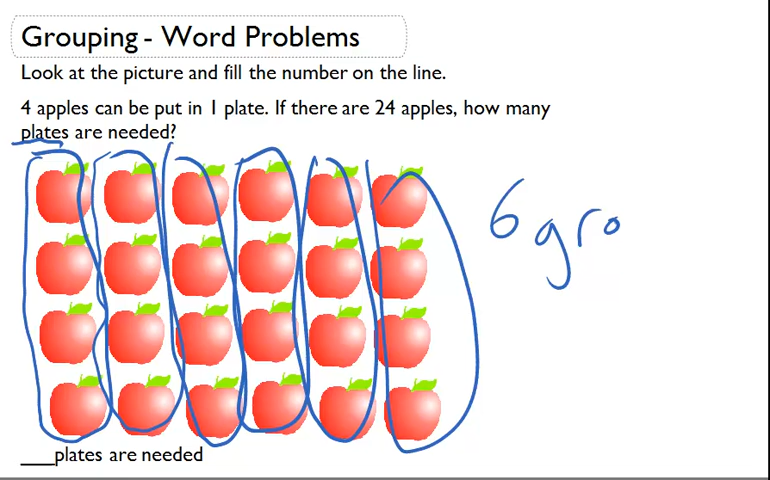 Grouping - Word Problems
Look at the picture and fill the number on the line.
4 apples can be put in 1 plate. If there are 24 apples, how many
plates are needed?
6 gro
___plates are needed